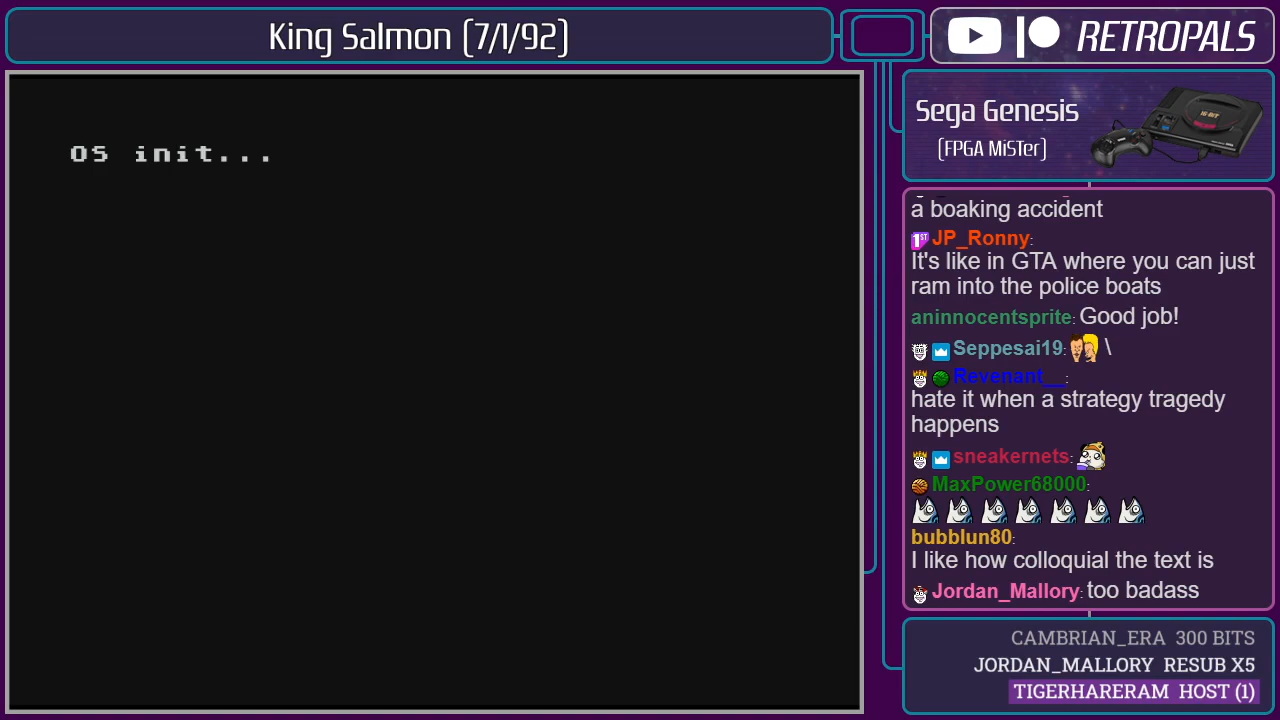 King Salmon (7/1/92)
RETROPALS
OS init...
Sega Genesis
(FPGA MiSTer)
a boaking accident
JP_Ronny:
It's like in GTA where you can just
ram into the police boats
aninnocentsprite: Good job!
Seppesai19: \
Revenant__:
hate it when a strategy tragedy
happens
sneakernets:
MaxPower68000:
bubblun80:
I like how colloquial the text is
Jordan_Mallory: too badass
CAMBRIAN_ERA 300 BITS
JORDAN_MALLORY RESUB X5
TIGERHARERAM HOST (1)